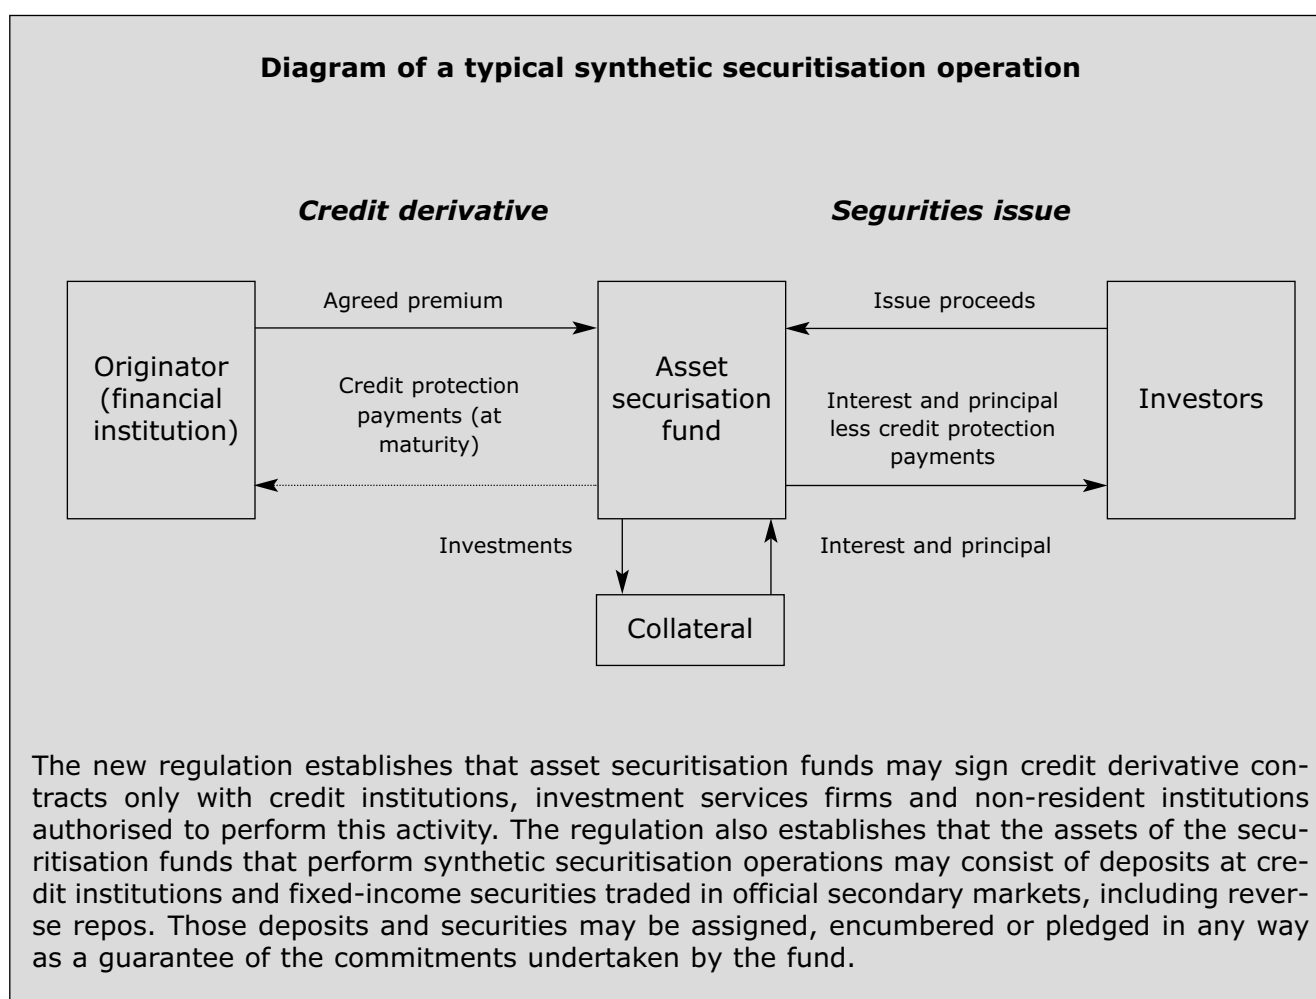 Diagram of a typical synthetic securitisation operation
Credit derivative
Segurities issue
Agreed premium
Issue proceeds
Originator
(financial
institution)
Credit protection
payments (at
maturity)
Asset
securisation
fund
Interest and principal
less credit protection
payments
Investors
Investments
Interest and principal
Collateral
The new regulation establishes that asset securitisation funds may sign credit derivative con-
tracts only with credit institutions, investment services firms and non-resident institutions
authorised to perform this activity. The regulation also establishes that the assets of the secu-
ritisation funds that perform synthetic securitisation operations may consist of deposits at cre-
dit institutions and fixed-income securities traded in official secondary markets, including rever-
se repos. Those deposits and securities may be assigned, encumbered or pledged in any way
as a guarantee of the commitments undertaken by the fund.